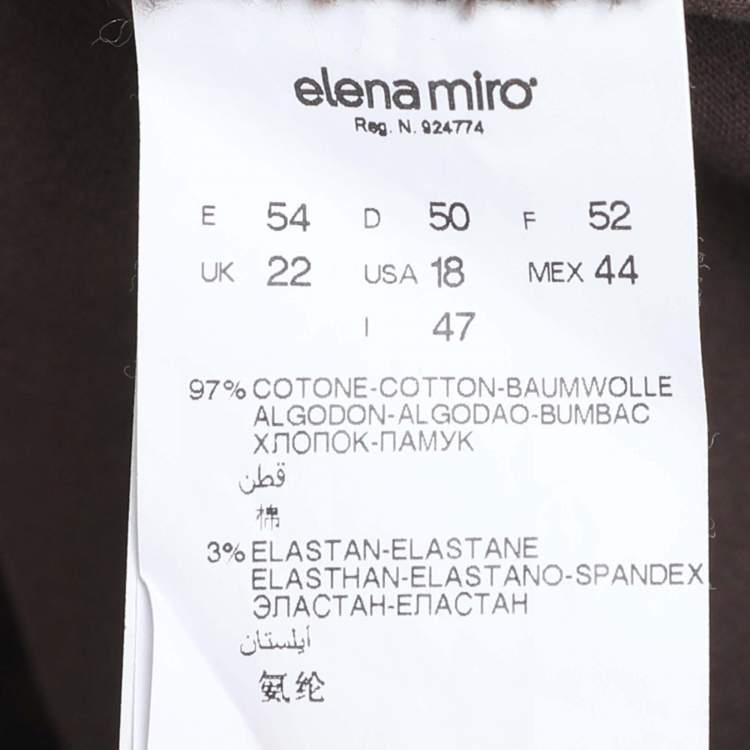 elena miro
Reg. N. 924774
E 54 D 50 F 52
UK 22 USA 18 MEX 44
I 47
97% COTONE-COTTON-BAUMWOLLE
ALGODON-ALGODAO-BUMBAC
ХЛОПОК-ПАМУК
قطن
棉
3% ELASTAN-ELASTANE
ELASTHAN-ELASTANO-SPANDEX
ЭЛАСТАН-ЕЛАСТАН
أيلستان
氨纶